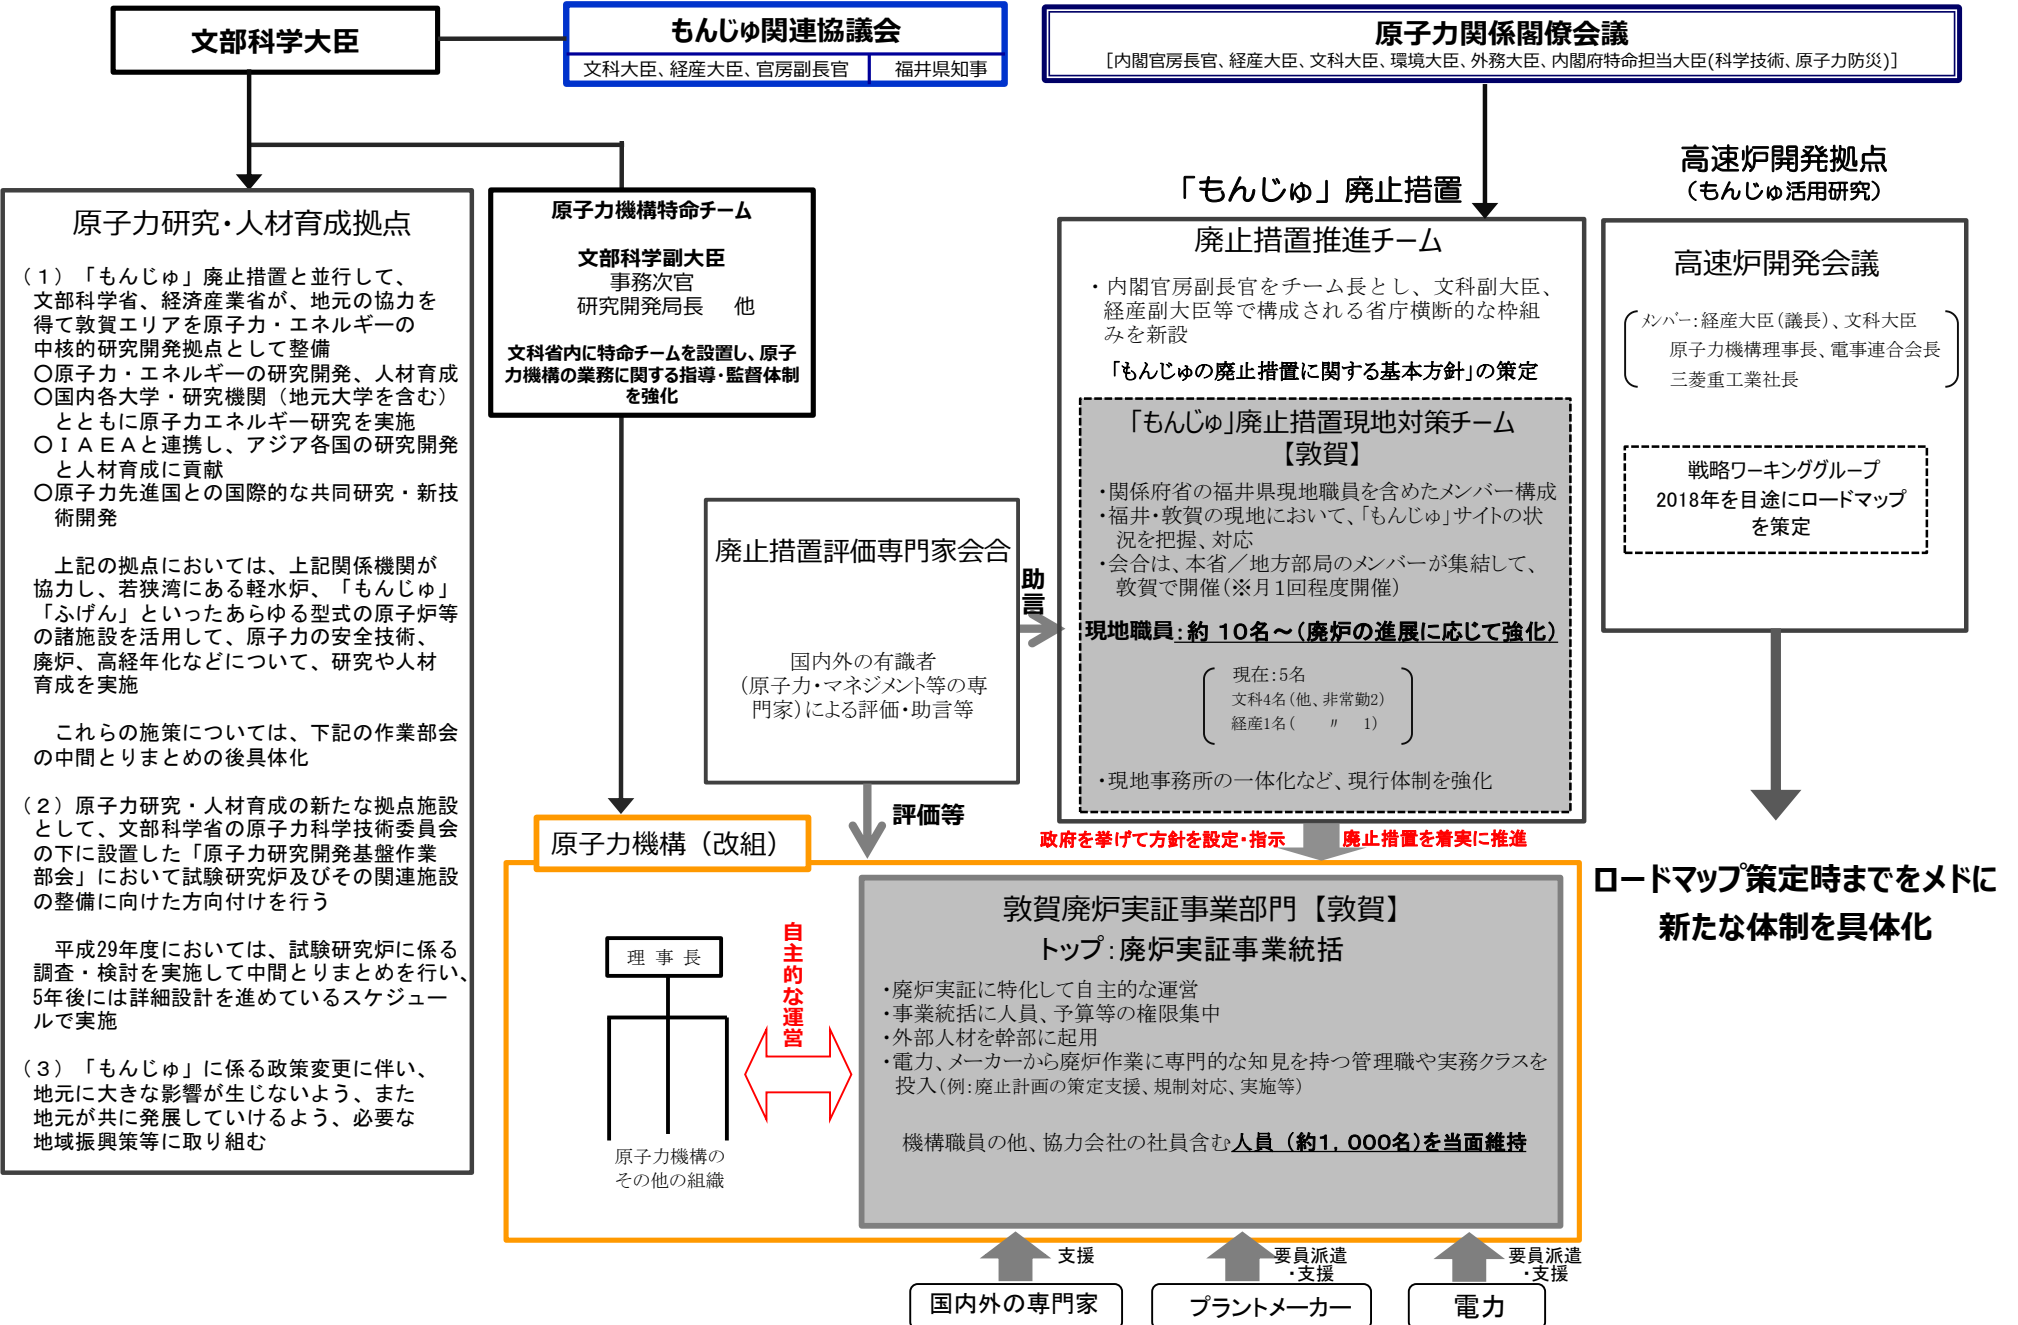 文部科学大臣
もんじゅ関連協議会
文科大臣、経産大臣、官房副長官
福井県知事
原子力関係閣僚会議
[内閣官房長官、経産大臣、文科大臣、環境大臣、外務大臣、内閣府特命担当大臣(科学技術、原子力防災)]
原子力研究・人材育成拠点
(1)「もんじゅ」廃止措置と並行して、
文部科学省、経済産業省が、地元の協力を
得て敦賀エリアを原子力・エネルギーの
中核的研究開発拠点として整備
○原子力・エネルギーの研究開発、人材育成
○国内各大学・研究機関(地元大学を含む)
とともに原子力エネルギー研究を実施
○IAEAと連携し、アジア各国の研究開発
と人材育成に貢献
○原子力先進国との国際的な共同研究・新技
術開発
上記の拠点においては、上記関係機関が
協力し、若狭湾にある軽水炉、「もんじゅ」
「ふげん」といったあらゆる型式の原子炉等
の諸施設を活用して、原子力の安全技術、
廃炉、高経年化などについて、研究や人材
育成を実施
これらの施策については、下記の作業部会
の中間とりまとめの後具体化
(2)原子力研究・人材育成の新たな拠点施設
として、文部科学省の原子力科学技術委員会
の下に設置した「原子力研究開発基盤作業
部会」において試験研究炉及びその関連施設
の整備に向けた方向付けを行う
平成29年度においては、試験研究炉に係る
調査・検討を実施して中間とりまとめを行い、
5年後には詳細設計を進めているスケジュー
ルで実施
(3)「もんじゅ」に係る政策変更に伴い、
地元に大きな影響が生じないよう、また
地元が共に発展していけるよう、必要な
地域振興策等に取り組む
原子力機構特命チーム
文部科学副大臣
事務次官
研究開発局長 他
文科省内に特命チームを設置し、原子
力機構の業務に関する指導・監督体制
を強化
廃止措置評価専門家会合
国内外の有識者
(原子力・マネジメント等の専
門家)による評価・助言等
助言
評価等
「もんじゅ」廃止措置
廃止措置推進チーム
・内閣官房副長官をチーム長とし、文科副大臣、
経産副大臣等で構成される省庁横断的な枠組
みを新設
「もんじゅの廃止措置に関する基本方針」の策定
「もんじゅ」廃止措置現地対策チーム
【敦賀】
・関係府省の福井県現地職員を含めたメンバー構成
・福井・敦賀の現地において、「もんじゅ」サイトの状
況を把握、対応
・会合は、本省/地方部局のメンバーが集結して、
敦賀で開催(※月1回程度開催)
現地職員:約 10名~(廃炉の進展に応じて強化)
現在:5名
文科4名(他、非常勤2)
経産1名( 〃 1)
・現地事務所の一体化など、現行体制を強化
高速炉開発拠点
(もんじゅ活用研究)
高速炉開発会議
メンバー:経産大臣(議長)、文科大臣
原子力機構理事長、電事連合会長
三菱重工業社長
戦略ワーキンググループ
2018年を目途にロードマップ
を策定
ロードマップ策定時までをメドに
新たな体制を具体化
政府を挙げて方針を設定・指示
廃止措置を着実に推進
原子力機構(改組)
理事長
原子力機構の
その他の組織
自主的な運営
敦賀廃炉実証事業部門【敦賀】
トップ:廃炉実証事業統括
・廃炉実証に特化して自主的な運営
・事業統括に人員、予算等の権限集中
・外部人材を幹部に起用
・電力、メーカーから廃炉作業に専門的な知見を持つ管理職や実務クラスを
投入(例:廃止計画の策定支援、規制対応、実施等)
機構職員の他、協力会社の社員含む人員(約1,000名)を当面維持
支援
要員派遣
・支援
要員派遣
・支援
国内外の専門家
プラントメーカー
電力